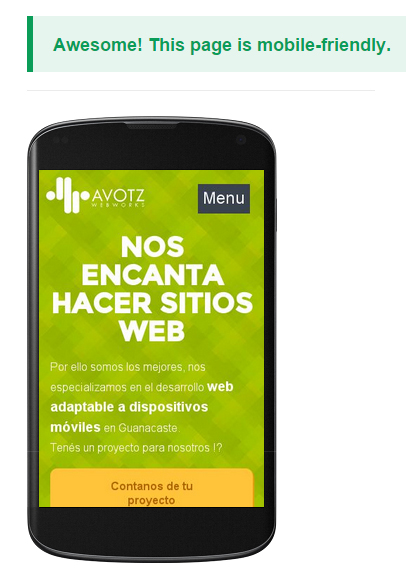 Awesome! This page is mobile-friendly.
AVOTZ
WEBWORKS
Menu
NOS
ENCANTA
HACER SITIOS
WEB
Por ello somos los mejores, nos
especializamos en el desarrollo web
adaptable a dispositivos
móviles en Guanacaste.
Tenés un proyecto para nosotros !?
Contanos de tu
proyecto